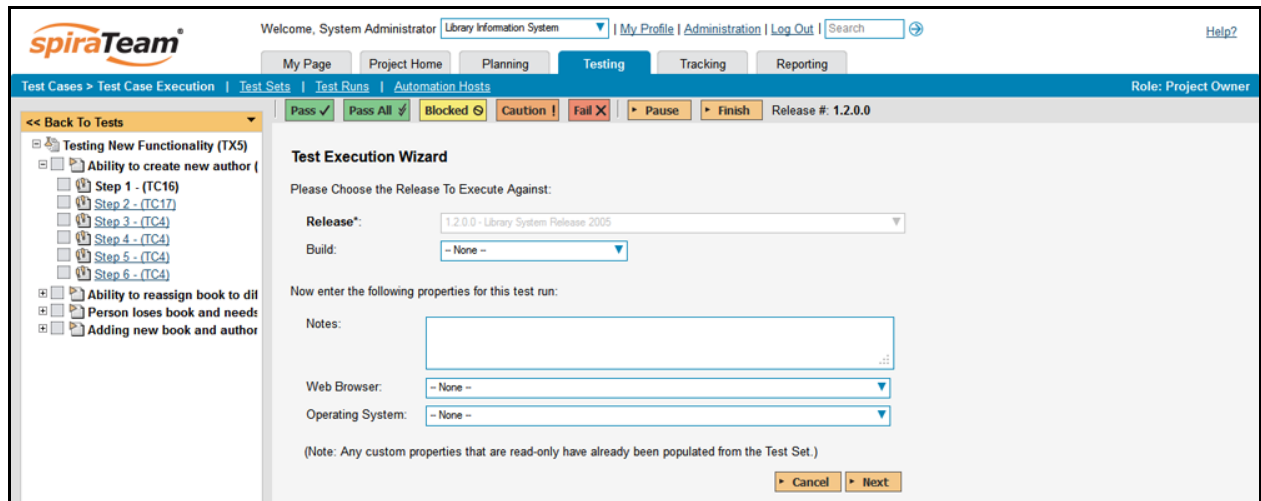 spiraTeam®
Welcome, System Administrator Library Information System | My Profile | Administration | Log Out | Search
Help?
My Page Project Home Planning Testing Tracking Reporting
Test Cases > Test Case Execution | Test Sets | Test Runs | Automation Hosts Role: Project Owner
<< Back To Tests
Pass Pass All Blocked Caution ! Fail Pause Finish Release #: 1.2.0.0
Testing New Functionality (TX5)
Ability to create new author (
Step 1 - (TC16)
Step 2 - (TC17)
Step 3 - (TC4)
Step 4 - (TC4)
Step 5 - (TC4)
Step 6 - (TC4)
Ability to reassign book to dif
Person loses book and needs
Adding new book and author
Test Execution Wizard
Please Choose the Release To Execute Against:
Release*: 1.2.0.0 - Library System Release 2005
Build: -- None --
Now enter the following properties for this test run:
Notes:
Web Browser: -- None --
Operating System: -- None --
(Note: Any custom properties that are read-only have already been populated from the Test Set.)
Cancel Next